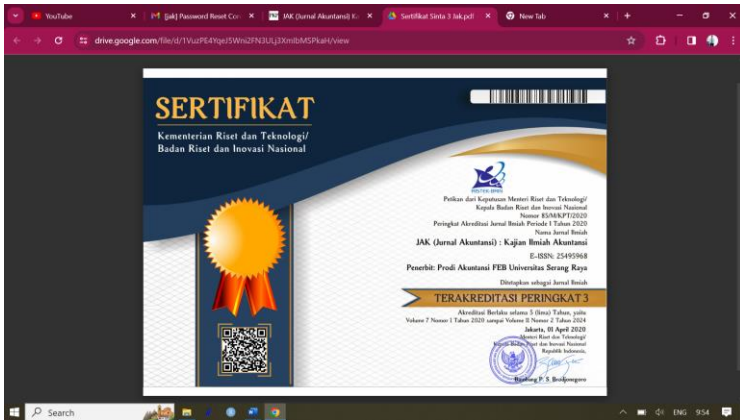 YouTube
[jak] Password Reset Con
JAK (Jurnal Akuntansi) Ka
Sertifikat Sinta 3 Jak.pdf
New Tab
drive.google.com/file/d/1VuzPE4YqeJ5Wni2FN3ULj3XmIbMSPkaH/view
SERTIFIKAT
Kementerian Riset dan Teknologi/
Badan Riset dan Inovasi Nasional
RISTEK-BRIN
Petikan dari Keputusan Menteri Riset dan Teknologi/
Kepala Badan Riset dan Inovasi Nasional
Nomor 85/M/KPT/2020
Peringkat Akreditasi Jurnal Ilmiah Periode 1 Tahun 2020
Nama Jurnal Ilmiah
JAK (Jurnal Akuntansi) : Kajian Ilmiah Akuntansi
E-ISSN: 25495968
Penerbit: Prodi Akuntansi FEB Universitas Serang Raya
Ditetapkan sebagai Jurnal Ilmiah
TERAKREDITASI PERINGKAT 3
Akreditasi Berlaku selama 5 (lima) Tahun, yaitu
Volume 7 Nomor 1 Tahun 2020 sampai Volume 11 Nomor 2 Tahun 2024
Jakarta, 01 April 2020
Menteri Riset dan Teknologi/
Kepala Badan Riset dan Inovasi Nasional
Republik Indonesia,
Bambang P. S. Brodjonegoro
Search
ENG
9:54